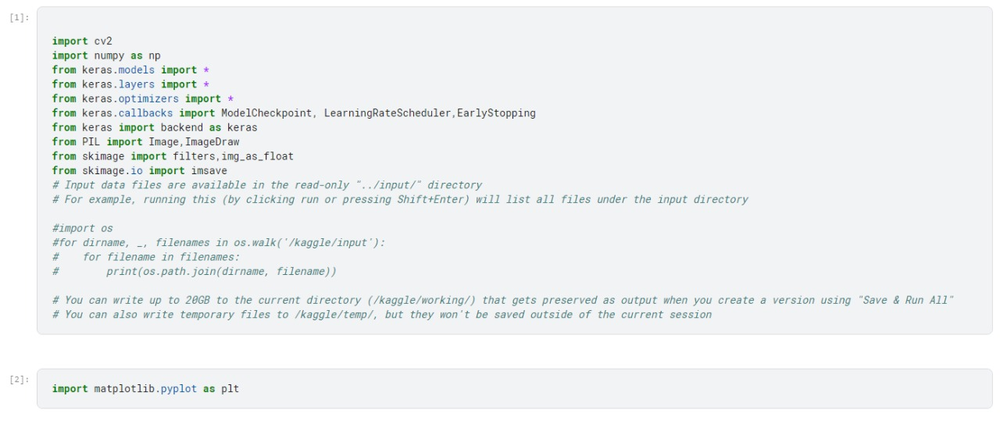 [1]:
import cv2
import numpy as np
from keras.models import *
from keras.layers import *
from keras.optimizers import *
from keras.callbacks import ModelCheckpoint, LearningRateScheduler,EarlyStopping
from keras import backend as keras
from PIL import Image,ImageDraw
from skimage import filters,img_as_float
from skimage.io import imsave
# Input data files are available in the read-only "../input/" directory
# For example, running this (by clicking run or pressing Shift+Enter) will list all files under the input directory

#import os
#for dirname, _, filenames in os.walk('/kaggle/input'):
#    for filename in filenames:
#        print(os.path.join(dirname, filename))

# You can write up to 20GB to the current directory (/kaggle/working/) that gets preserved as output when you create a version using "Save & Run All"
# You can also write temporary files to /kaggle/temp/, but they won't be saved outside of the current session
[2]:
import matplotlib.pyplot as plt